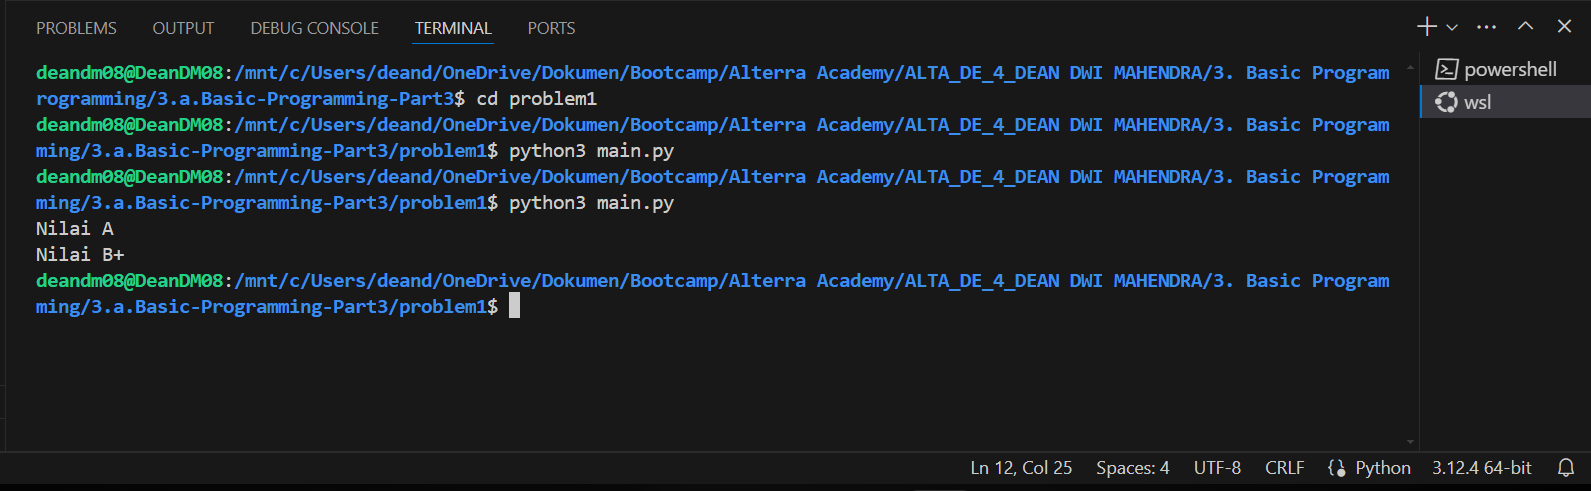 PROBLEMS OUTPUT DEBUG CONSOLE TERMINAL PORTS
deandm08@DeanDM08:/mnt/c/Users/deand/OneDrive/Dokumen/Bootcamp/Alterra Academy/ALTA_DE_4_DEAN DWI MAHENDRA/3. Basic Program
rogramming/3.a.Basic-Programming-Part3$ cd problem1
deandm08@DeanDM08:/mnt/c/Users/deand/OneDrive/Dokumen/Bootcamp/Alterra Academy/ALTA_DE_4_DEAN DWI MAHENDRA/3. Basic Program
ming/3.a.Basic-Programming-Part3/problem1$ python3 main.py
deandm08@DeanDM08:/mnt/c/Users/deand/OneDrive/Dokumen/Bootcamp/Alterra Academy/ALTA_DE_4_DEAN DWI MAHENDRA/3. Basic Program
ming/3.a.Basic-Programming-Part3/problem1$ python3 main.py
Nilai A
Nilai B+
deandm08@DeanDM08:/mnt/c/Users/deand/OneDrive/Dokumen/Bootcamp/Alterra Academy/ALTA_DE_4_DEAN DWI MAHENDRA/3. Basic Program
ming/3.a.Basic-Programming-Part3/problem1$
powershell
wsl
Ln 12, Col 25 Spaces: 4 UTF-8 CRLF Python 3.12.4 64-bit